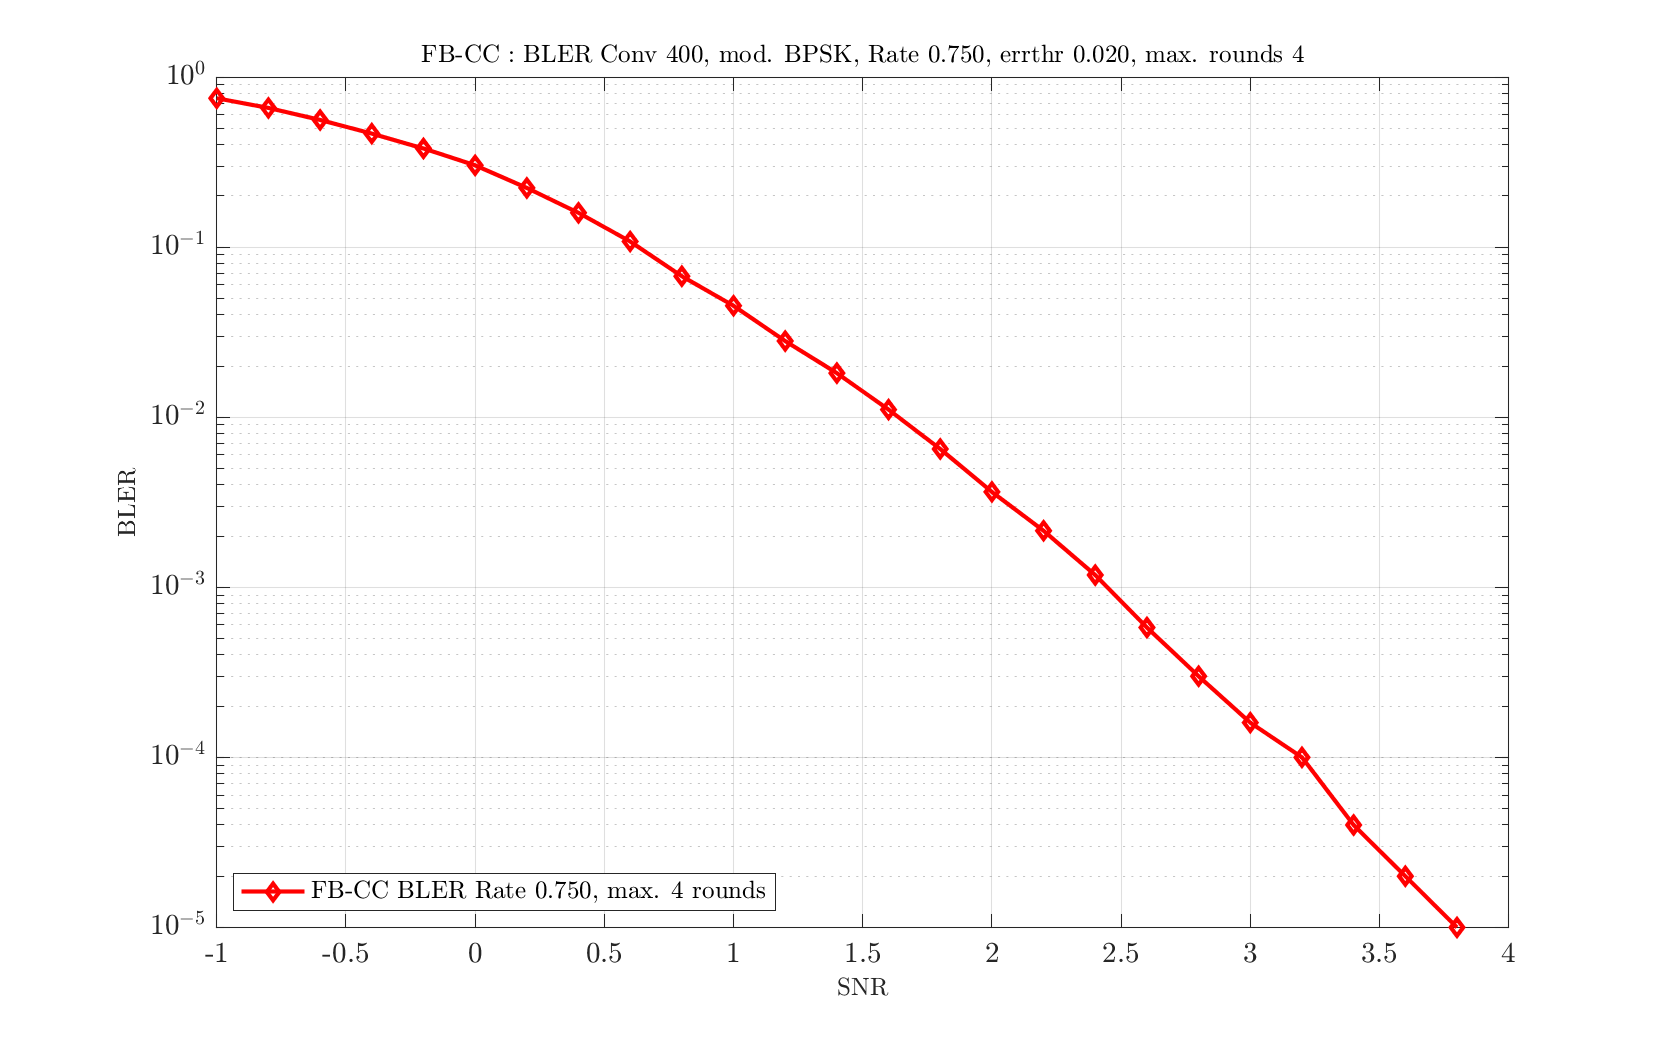 FB-CC : BLER Conv 400, mod. BPSK, Rate 0.750, errthr 0.020, max. rounds 4
10^0
10^-1
10^-2
10^-3
10^-4
10^-5
BLER
FB-CC BLER Rate 0.750, max. 4 rounds
-1 -0.5 0 0.5 1 1.5 2 2.5 3 3.5 4
SNR